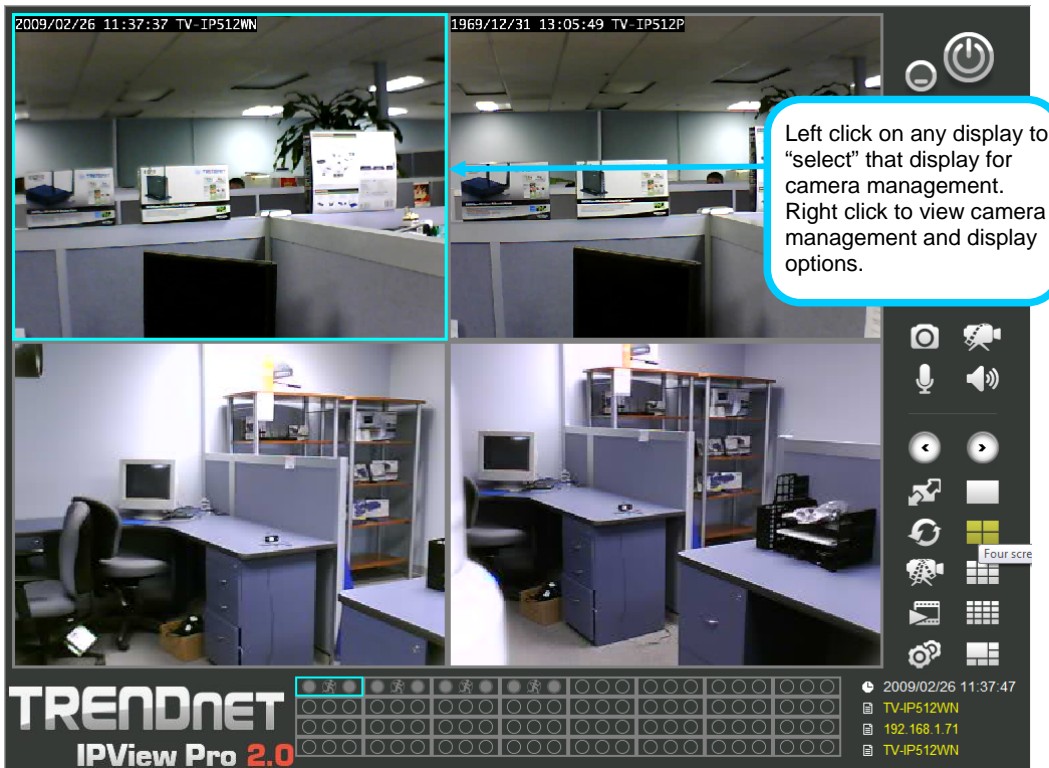 2009/02/26 11:37:37 TV-IP512WN
1969/12/31 13:05:49 TV-IP512P
Left click on any display to
“select” that display for
camera management.
Right click to view camera
management and display
options.
Four scre
TRENDNET
IPView Pro 2.0
2009/02/26 11:37:47
TV-IP512WN
192.168.1.71
TV-IP512WN